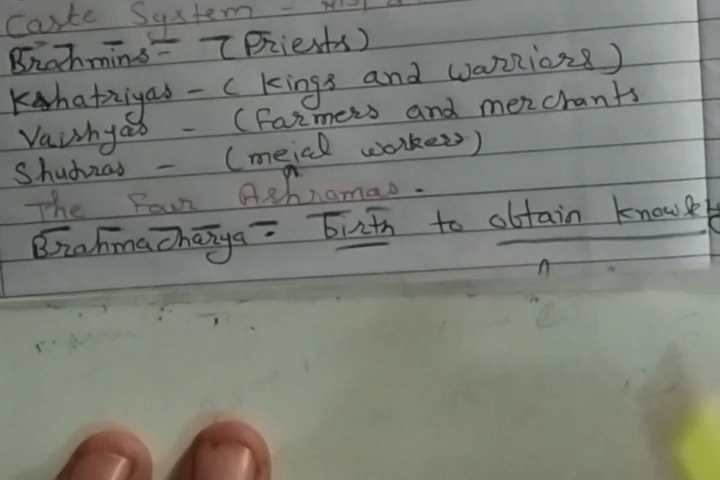 Caste System -
Brahmins - (Priests)
Kshatriyas - ( Kings and warriors)
Vaishyas - (Farmers and merchants
Shudras - (meial workers)
n
The Four Ashramas.
Brahmacharya - Birth to obtain